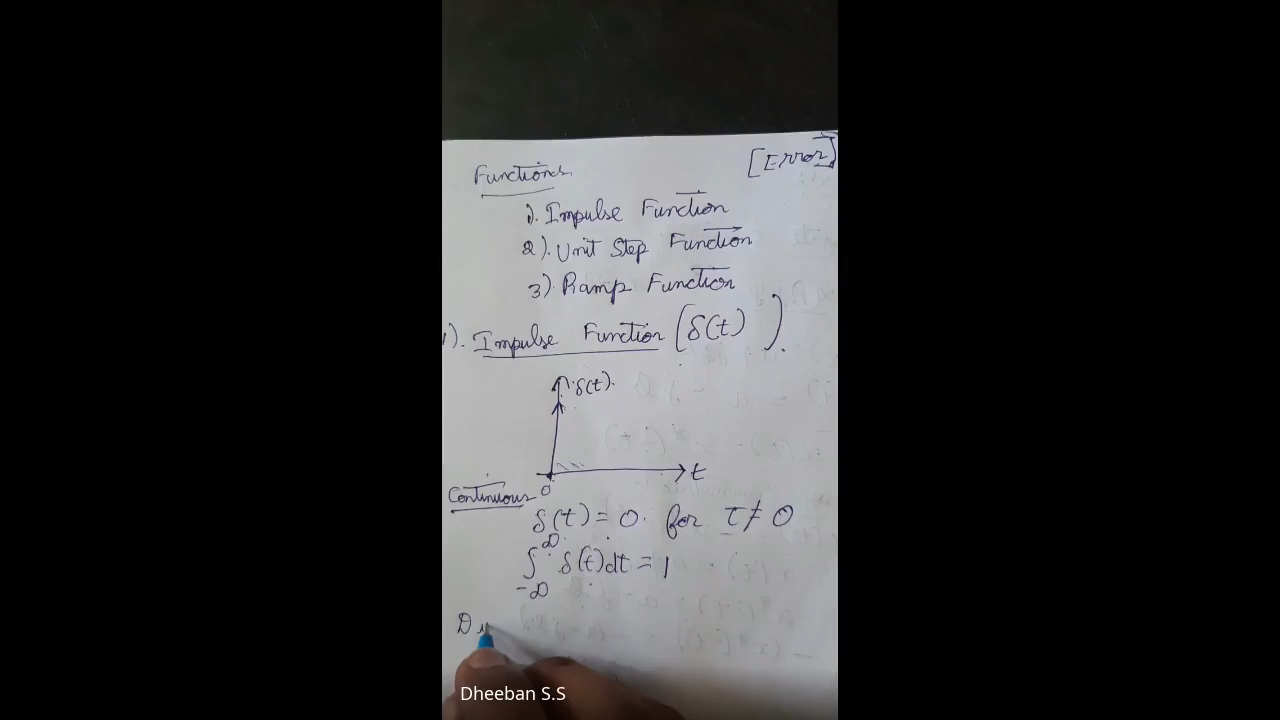 [Error]
Functions
1). Impulse Function
2). Unit Step Function
3). Ramp Function
1). Impulse Function (δ(t)).
δ(t).
t
0
Continuous
δ(t) = 0. for t ≠ 0
∫ δ(t)dt = 1
∞
-∞
Di
Dheeban S.S